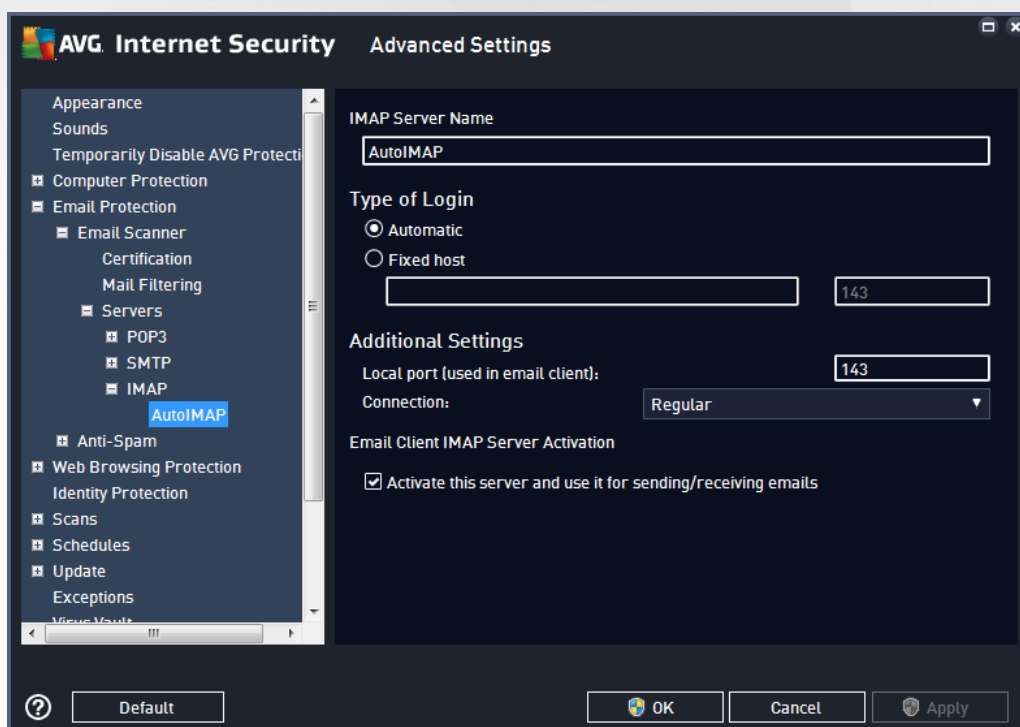 AVG. Internet Security Advanced Settings
Appearance
Sounds
Temporarily Disable AVG Protecti
Computer Protection
Email Protection
Email Scanner
Certification
Mail Filtering
Servers
POP3
SMTP
IMAP
AutoIMAP
Anti-Spam
Web Browsing Protection
Identity Protection
Scans
Schedules
Update
Exceptions
Virus Vault
IMAP Server Name
AutoIMAP
Type of Login
Automatic
Fixed host
143
Additional Settings
Local port (used in email client): 143
Connection: Regular
Email Client IMAP Server Activation
Activate this server and use it for sending/receiving emails
? Default OK Cancel Apply